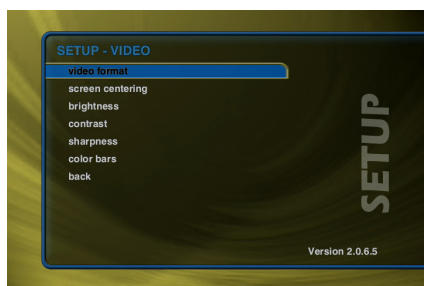 SETUP - VIDEO
video format
screen centering
brightness
contrast
sharpness
color bars
back
SETUP
Version 2.0.6.5